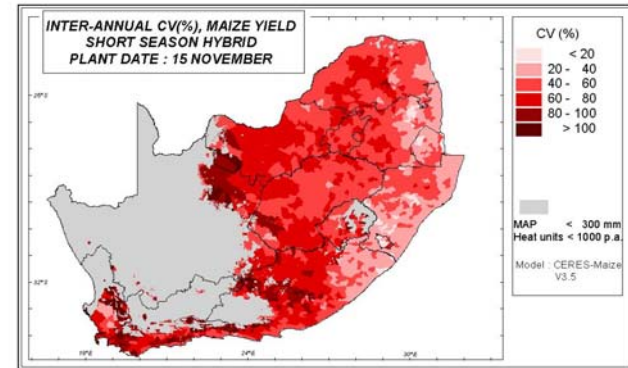 INTER-ANNUAL CV(%), MAIZE YIELD
SHORT SEASON HYBRID
PLANT DATE : 15 NOVEMBER
CV (%)
< 20
20 - 40
40 - 60
60 - 80
80 - 100
> 100
MAP < 300 mm
Heat units < 1000 p.a.
Model : CERES-Maize
V3.5